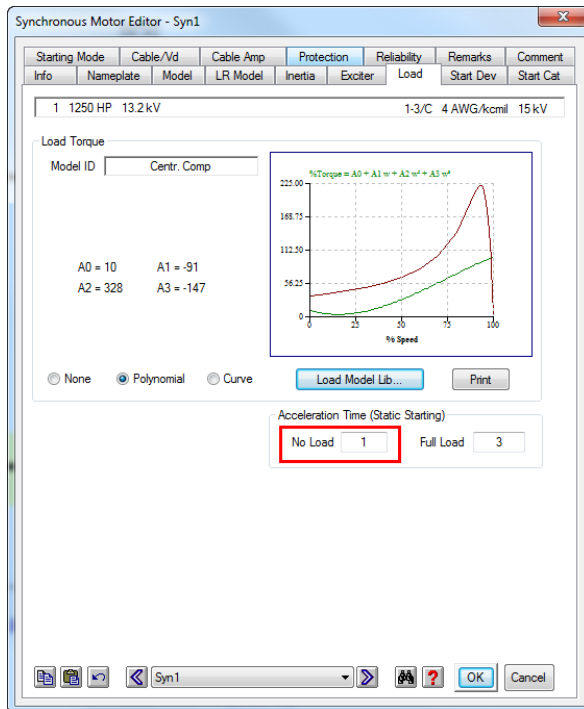 Synchronous Motor Editor - Syn1
Starting Mode Cable/Vd Cable Amp Protection Reliability Remarks Comment
Info Nameplate Model LR Model Inertia Exciter Load Start Dev Start Cat
1 1250 HP 13.2 kV 1-3/C 4 AWG/kcmil 15 kV
Load Torque
Model ID Centr. Comp
%Torque = A0 + A1 w + A2 w² + A3 w³
225.00
168.75
112.50
56.25
0
0 25 50 75 100
% Speed
A0 = 10 A1 = -91
A2 = 328 A3 = -147
None Polynomial Curve Load Model Lib... Print
Acceleration Time (Static Starting)
No Load 1 Full Load 3
Syn1 ? OK Cancel